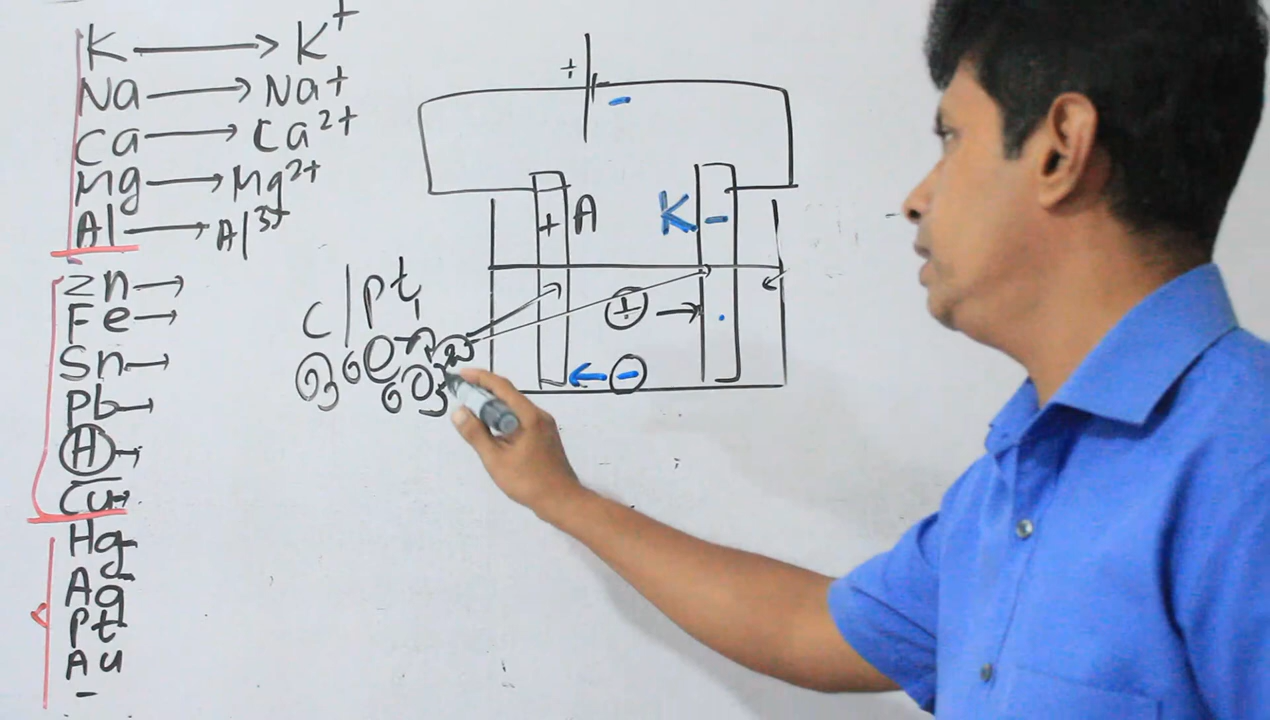 K → K+
Na → Na+
Ca → Ca2+
Mg → Mg2+
Al → Al3+
Zn →
Fe →
Sn →
Pb →
H →
Cu →
Hg
Ag
Pt
Au
+ -
+ A K -
C | Pt,
+ →
← -